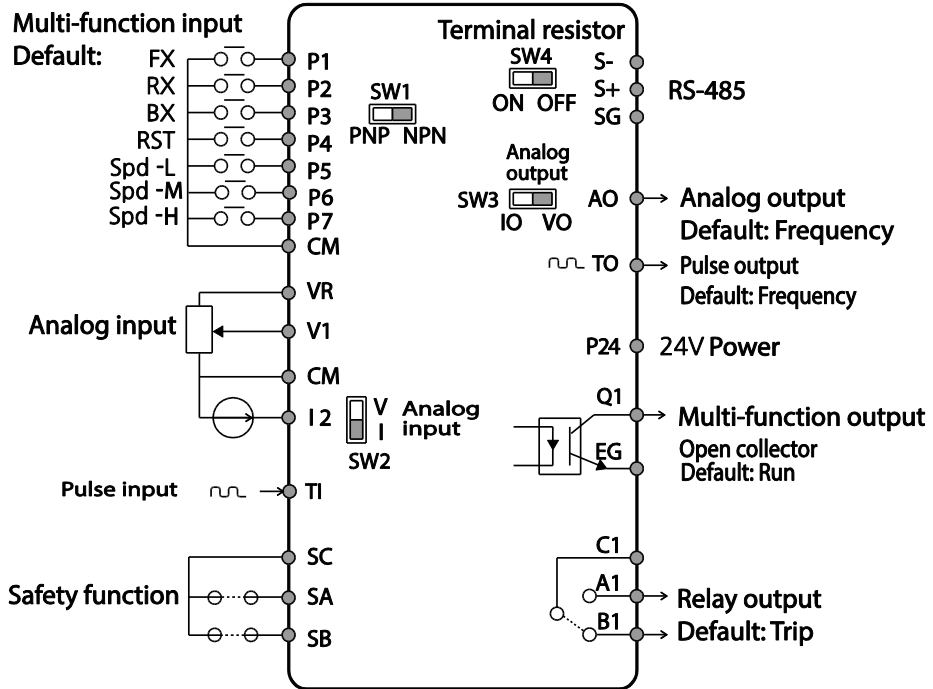 Multi-function input
Default:
FX
RX
BX
RST
Spd -L
Spd -M
Spd -H
P1
P2
P3
P4
P5
P6
P7
CM
SW1
PNP NPN
Terminal resistor
SW4
ON OFF
S-
S+
SG
RS-485
Analog
output
SW3
IO VO
AO
Analog output
Default: Frequency
TO
Pulse output
Default: Frequency
Analog input
VR
V1
CM
I 2
V
I
SW2
Analog
input
P24
24V Power
Q1
EG
Multi-function output
Open collector
Default: Run
Pulse input
TI
Safety function
SC
SA
SB
C1
A1
B1
Relay output
Default: Trip